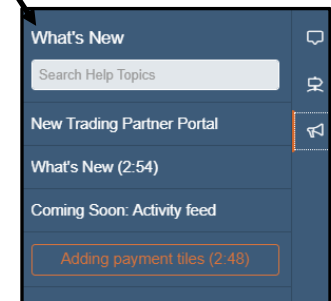 What's New
Search Help Topics
New Trading Partner Portal
What's New (2:54)
Coming Soon: Activity feed
Adding payment tiles (2:48)